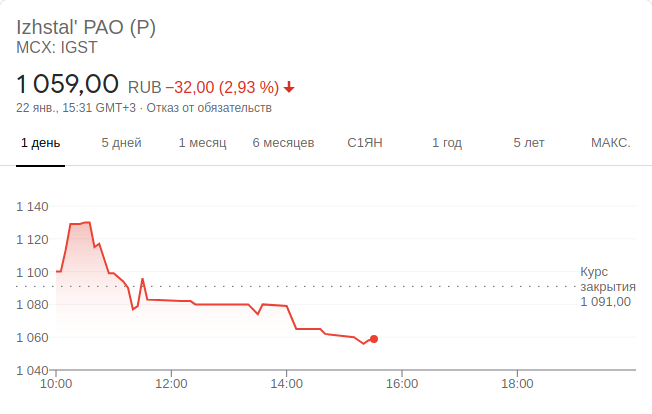 Izhstal' PAO (P)
MCX: IGST
1 059,00 RUB −32,00 (2,93 %)
22 янв., 15:31 GMT+3 · Отказ от обязательств
1 день 5 дней 1 месяц 6 месяцев С1ЯН 1 год 5 лет МАКС.
1 140
1 120
1 100
1 080
1 060
1 040
Курс
закрытия
1 091,00
10:00 12:00 14:00 16:00 18:00